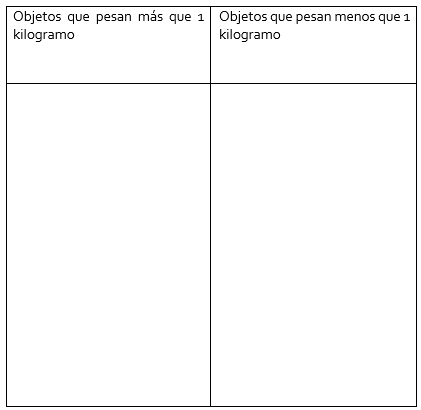 Objetos que pesan más que 1
kilogramo
Objetos que pesan menos que 1
kilogramo